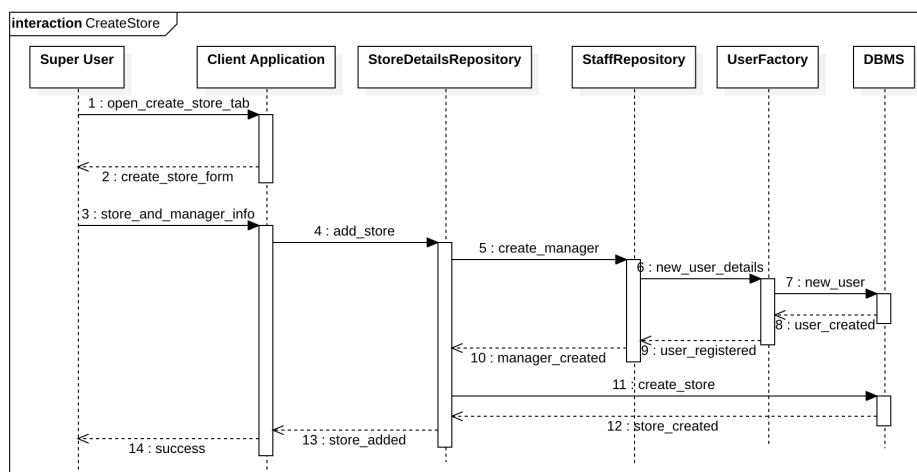 interaction CreateStore
Super User
Client Application
StoreDetailsRepository
StaffRepository
UserFactory
DBMS
1 : open_create_store_tab
2 : create_store_form
3 : store_and_manager_info
4 : add_store
5 : create_manager
6 : new_user_details
7 : new_user
8 : user_created
9 : user_registered
10 : manager_created
11 : create_store
12 : store_created
13 : store_added
14 : success